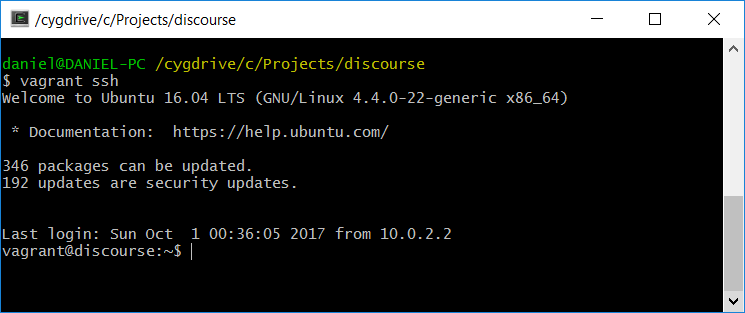 /cygdrive/c/Projects/discourse
daniel@DANIEL-PC /cygdrive/c/Projects/discourse
$ vagrant ssh
Welcome to Ubuntu 16.04 LTS (GNU/Linux 4.4.0-22-generic x86_64)
 * Documentation:  https://help.ubuntu.com/
346 packages can be updated.
192 updates are security updates.
Last login: Sun Oct  1 00:36:05 2017 from 10.0.2.2
vagrant@discourse:~$